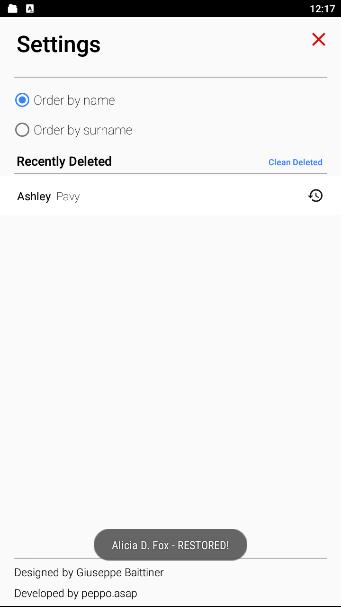 A 12:17
Settings
Order by name
Order by surname
Recently Deleted Clean Deleted
Ashley Pavy
Alicia D. Fox - RESTORED!
Designed by Giuseppe Baittiner
Developed by peppo.asap